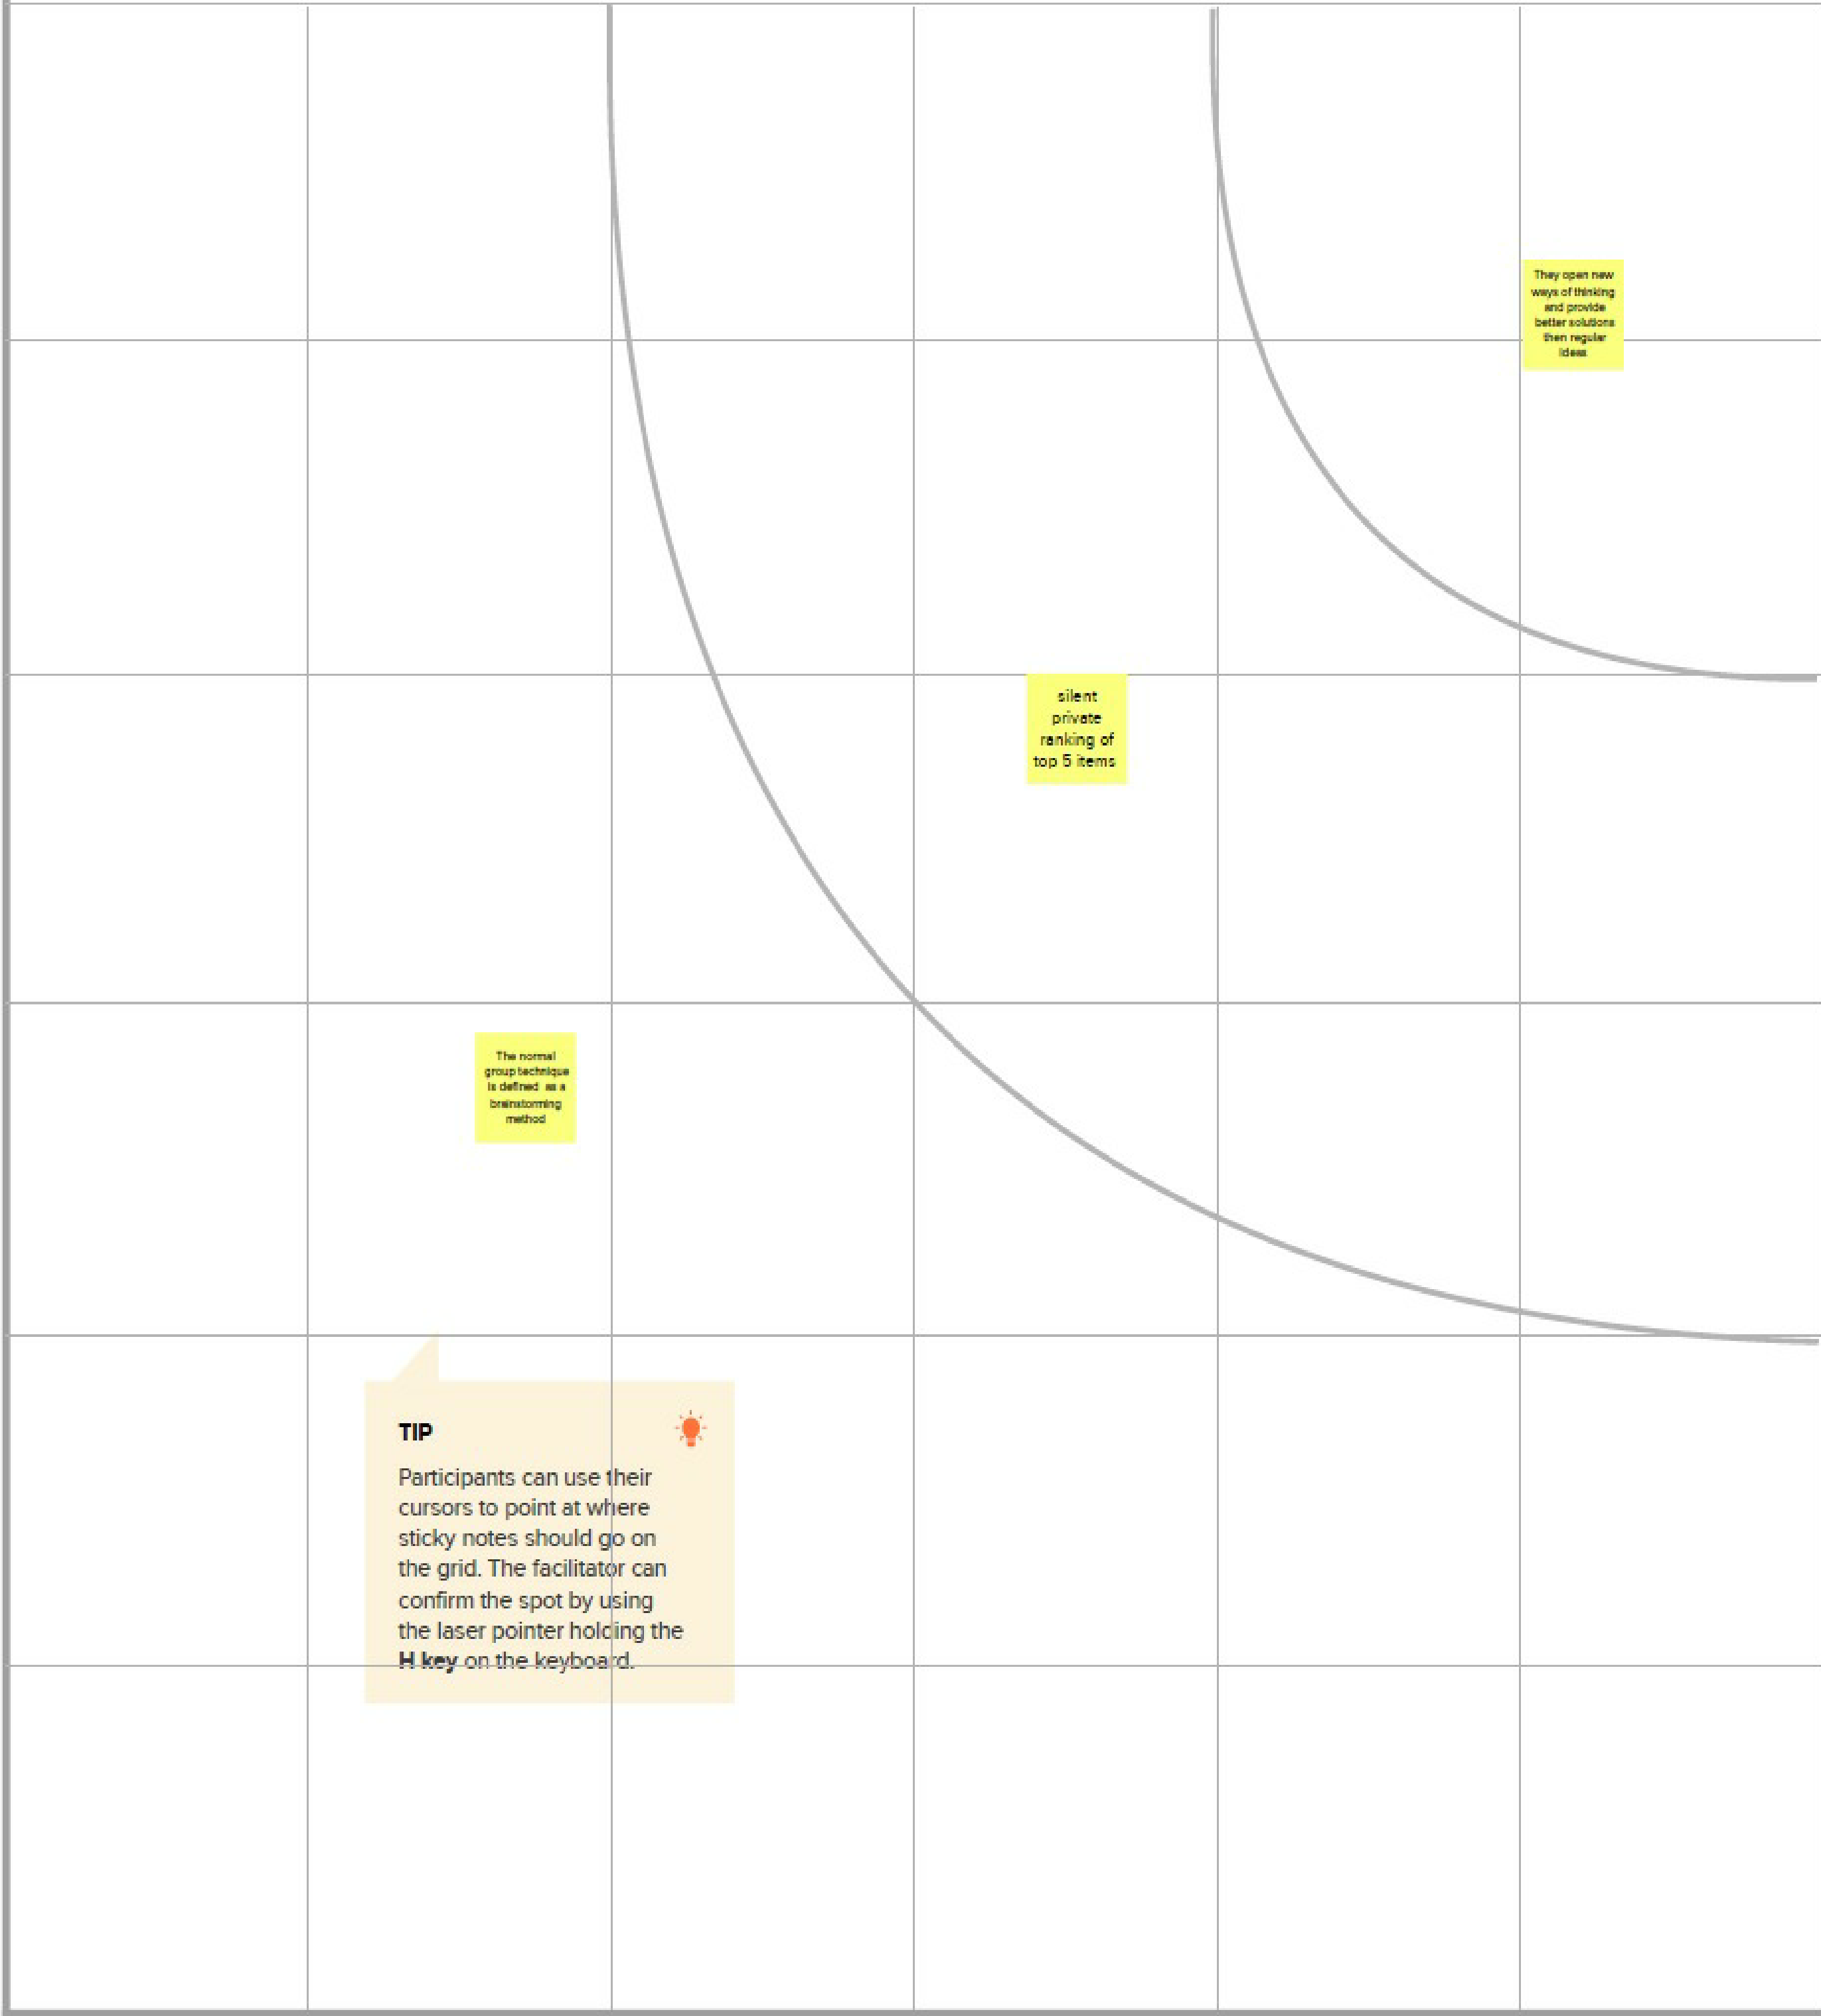 They open new
ways of thinking
and provide
better solutions
then regular
ideas
silent
private
ranking of
top 5 items
The normal
group technique
is defined as a
brainstorming
method
TIP
Participants can use their
cursors to point at where
sticky notes should go on
the grid. The facilitator can
confirm the spot by using
the laser pointer holding the
H key on the keyboard.